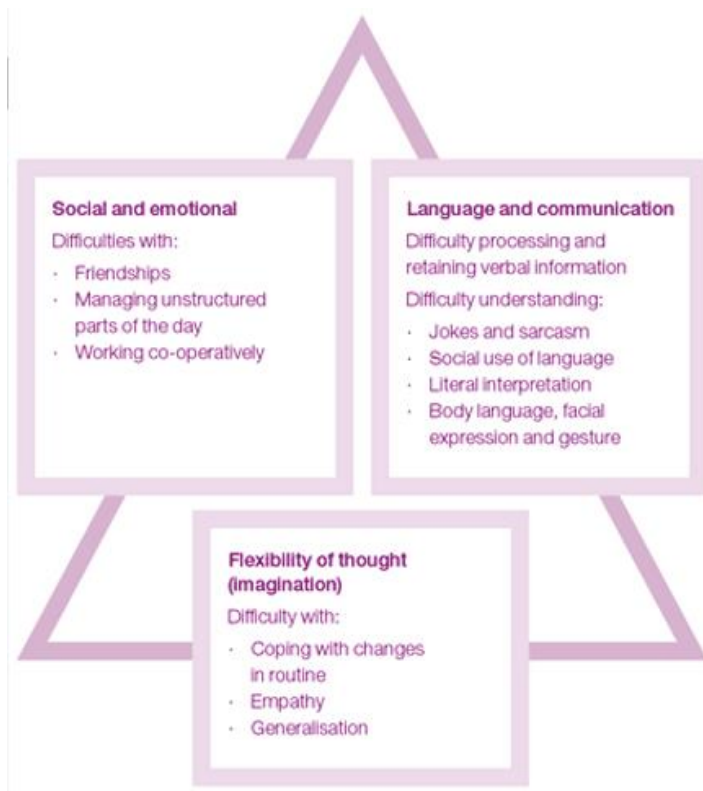 Social and emotional
Difficulties with:
· Friendships
· Managing unstructured
parts of the day
· Working co-operatively
Language and communication
Difficulty processing and
retaining verbal information
Difficulty understanding:
· Jokes and sarcasm
· Social use of language
· Literal interpretation
· Body language, facial
expression and gesture
Flexibility of thought
(imagination)
Difficulty with:
· Coping with changes
in routine
· Empathy
· Generalisation